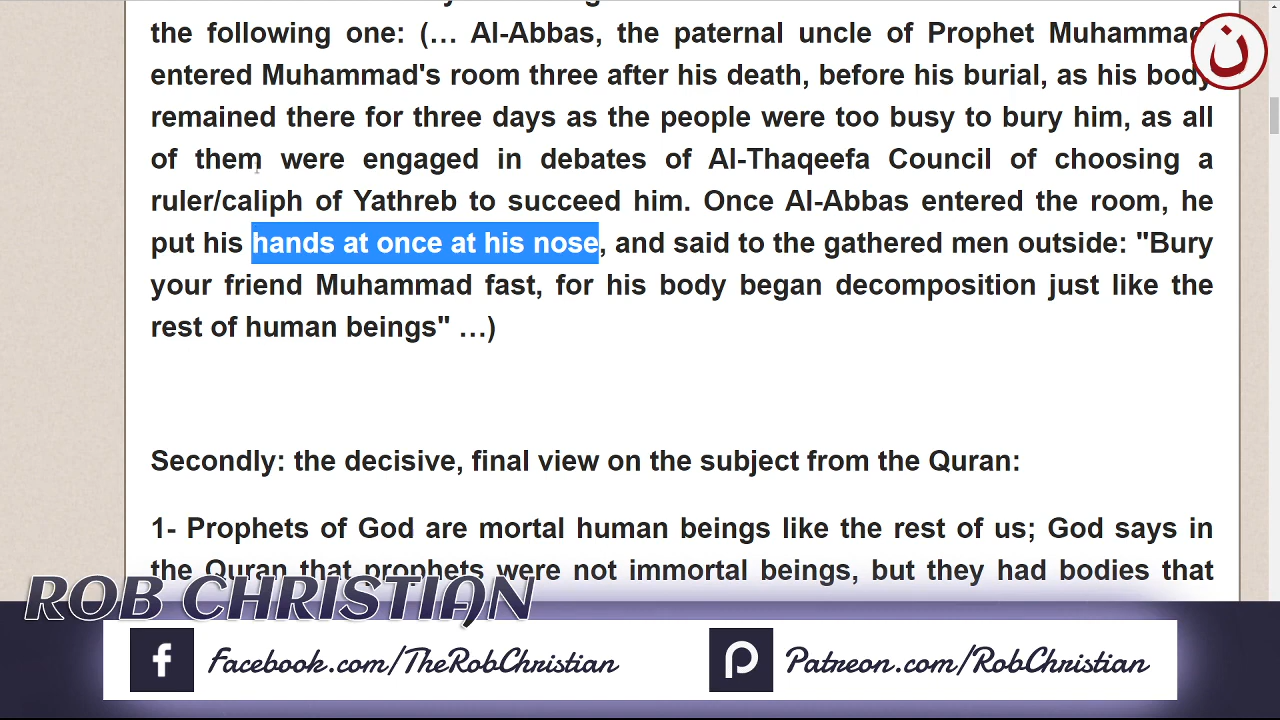 the following one: (… Al-Abbas, the paternal uncle of Prophet Muhammad
entered Muhammad's room three after his death, before his burial, as his body
remained there for three days as the people were too busy to bury him, as all
of them were engaged in debates of Al-Thaqeefa Council of choosing a
ruler/caliph of Yathreb to succeed him. Once Al-Abbas entered the room, he
put his hands at once at his nose, and said to the gathered men outside: "Bury
your friend Muhammad fast, for his body began decomposition just like the
rest of human beings" …)
Secondly: the decisive, final view on the subject from the Quran:
1- Prophets of God are mortal human beings like the rest of us; God says in
the Quran that prophets were not immortal beings, but they had bodies that
ROB CHRISTIAN
Facebook.com/TheRobChristian
Patreon.com/RobChristian
ن